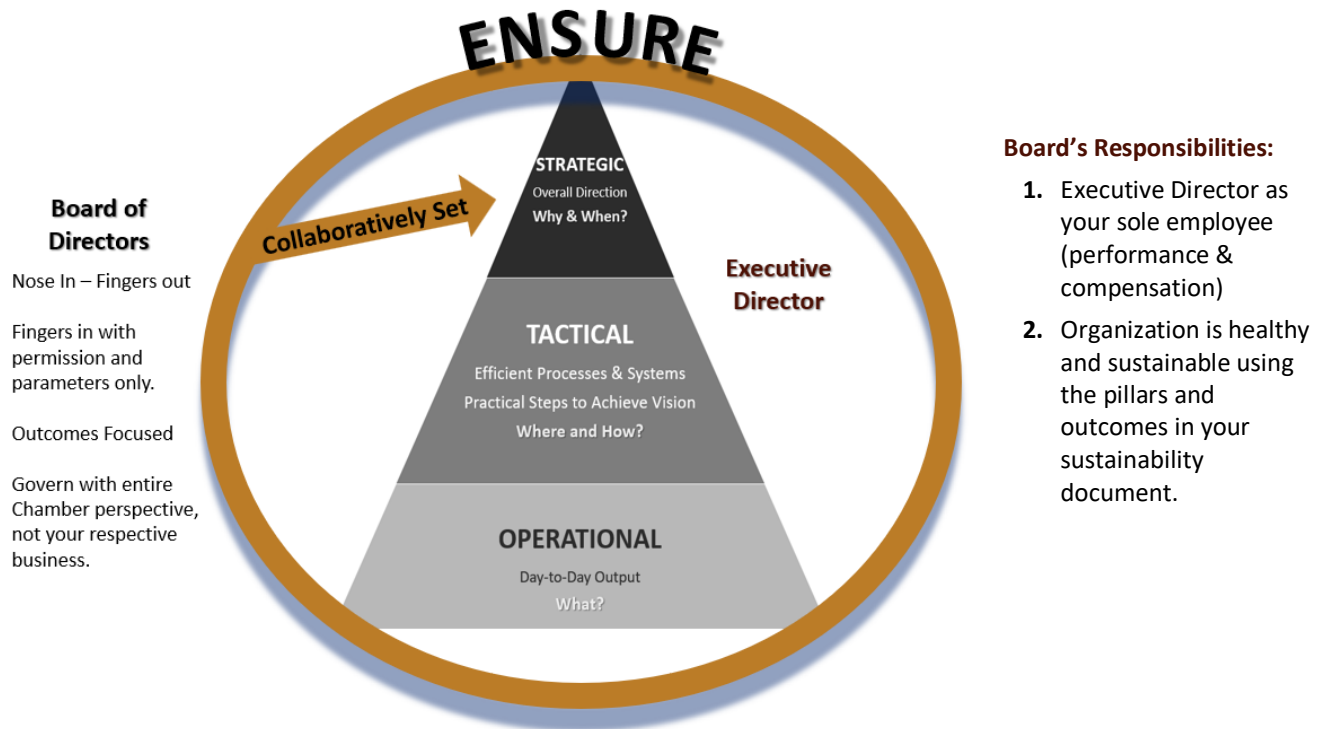 ENSURE
Board of
Directors
Nose In – Fingers out
Fingers in with
permission and
parameters only.
Outcomes Focused
Govern with entire
Chamber perspective,
not your respective
business.
Collaboratively Set
STRATEGIC
Overall Direction
Why & When?
TACTICAL
Efficient Processes & Systems
Practical Steps to Achieve Vision
Where and How?
OPERATIONAL
Day-to-Day Output
What?
Executive
Director
Board’s Responsibilities:
1. Executive Director as
your sole employee
(performance &
compensation)
2. Organization is healthy
and sustainable using
the pillars and
outcomes in your
sustainability
document.